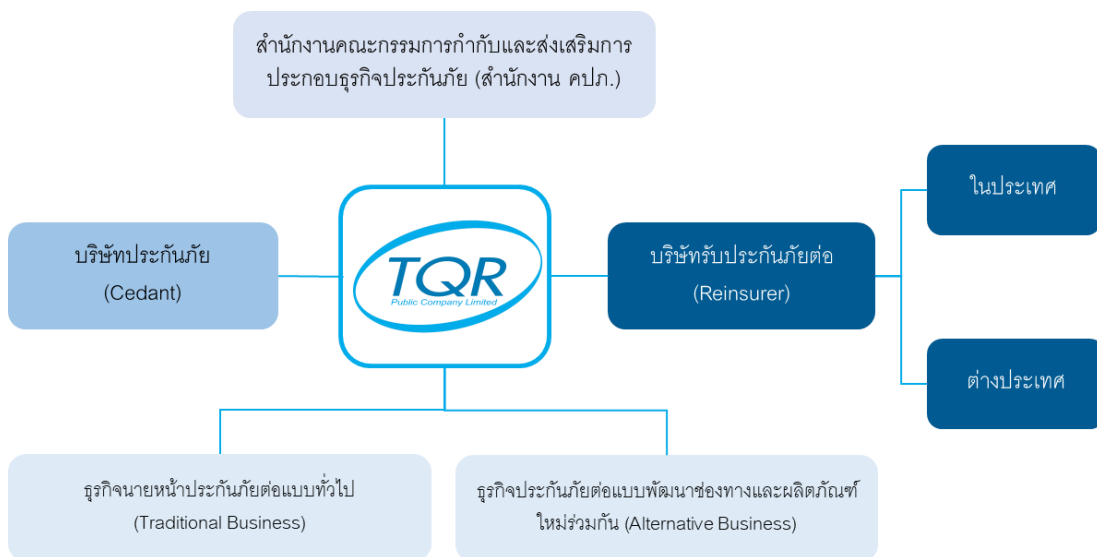 สำนักงานคณะกรรมการกำกับและส่งเสริมการ
ประกอบธุรกิจประกันภัย (สำนักงาน คปภ.)
บริษัทประกันภัย
(Cedant)
TQR
Public Company Limited
บริษัทรับประกันภัยต่อ
(Reinsurer)
ในประเทศ
ต่างประเทศ
ธุรกิจนายหน้าประกันภัยต่อแบบทั่วไป
(Traditional Business)
ธุรกิจประกันภัยต่อแบบพัฒนาช่องทางและผลิตภัณฑ์
ใหม่ร่วมกัน (Alternative Business)